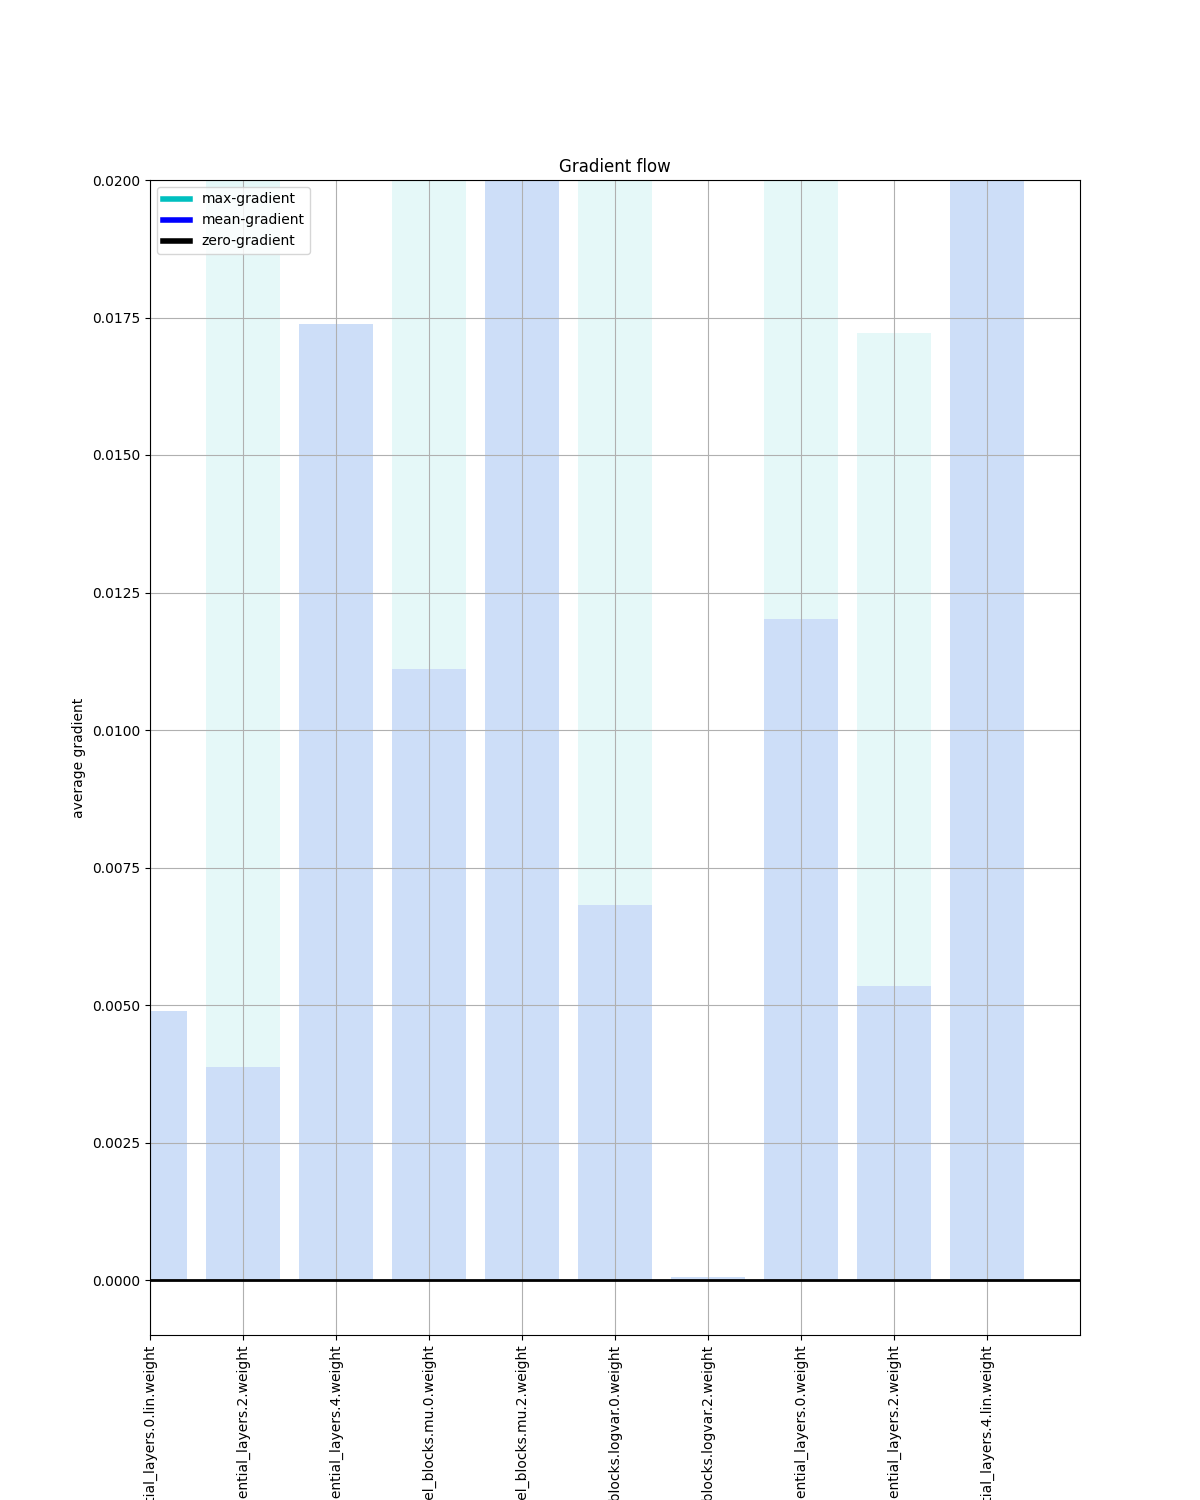 Gradient flow
max-gradient
mean-gradient
zero-gradient
average gradient
0.0200
0.0175
0.0150
0.0125
0.0100
0.0075
0.0050
0.0025
0.0000
tial_layers.0.lin.weight
ential_layers.2.weight
ential_layers.4.weight
el_blocks.mu.0.weight
el_blocks.mu.2.weight
blocks.logvar.0.weight
blocks.logvar.2.weight
ential_layers.0.weight
ential_layers.2.weight
tial_layers.4.lin.weight